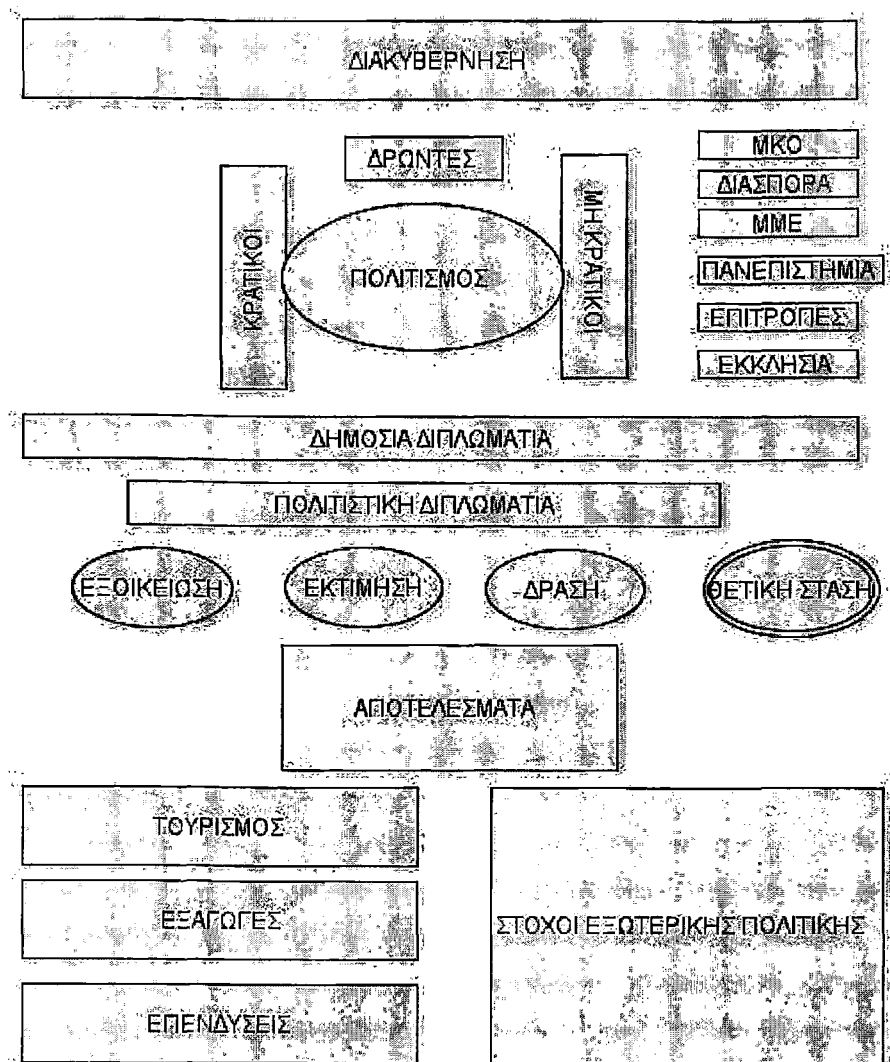 ΔΙΑΚΥΒΕΡΝΗΣΗ
ΔΡΩΝΤΕΣ
ΚΡΑΤΙΚΟΙ
ΠΟΛΙΤΙΣΜΟΣ
ΜΗ ΚΡΑΤΙΚΟΙ
ΜΚΟ
ΔΙΑΣΠΟΡΑ
ΜΜΕ
ΠΑΝΕΠΙΣΤΗΜΙΑ
ΕΠΙΤΡΟΠΕΣ
ΕΚΚΛΗΣΙΑ
ΔΗΜΟΣΙΑ ΔΙΠΛΩΜΑΤΙΑ
ΠΟΛΙΤΙΣΤΙΚΗ ΔΙΠΛΩΜΑΤΙΑ
ΕΞΟΙΚΕΙΩΣΗ
ΕΚΤΙΜΗΣΗ
ΔΡΑΣΗ
ΘΕΤΙΚΗ ΣΤΑΣΗ
ΑΠΟΤΕΛΕΣΜΑΤΑ
ΤΟΥΡΙΣΜΟΣ
ΕΞΑΓΩΓΕΣ
ΕΠΕΝΔΥΣΕΙΣ
ΣΤΟΧΟΙ ΕΞΩΤΕΡΙΚΗΣ ΠΟΛΙΤΙΚΗΣ